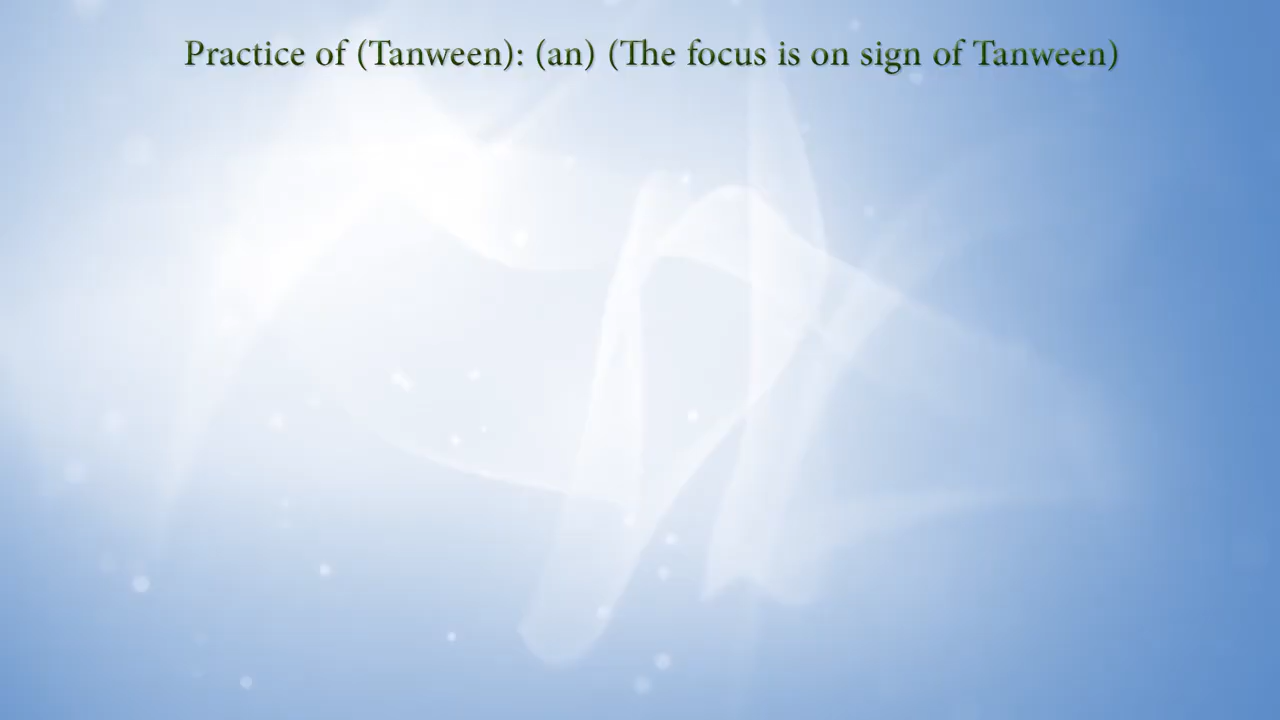 Practice of (Tanween): (an) (The focus is on sign of Tanween)